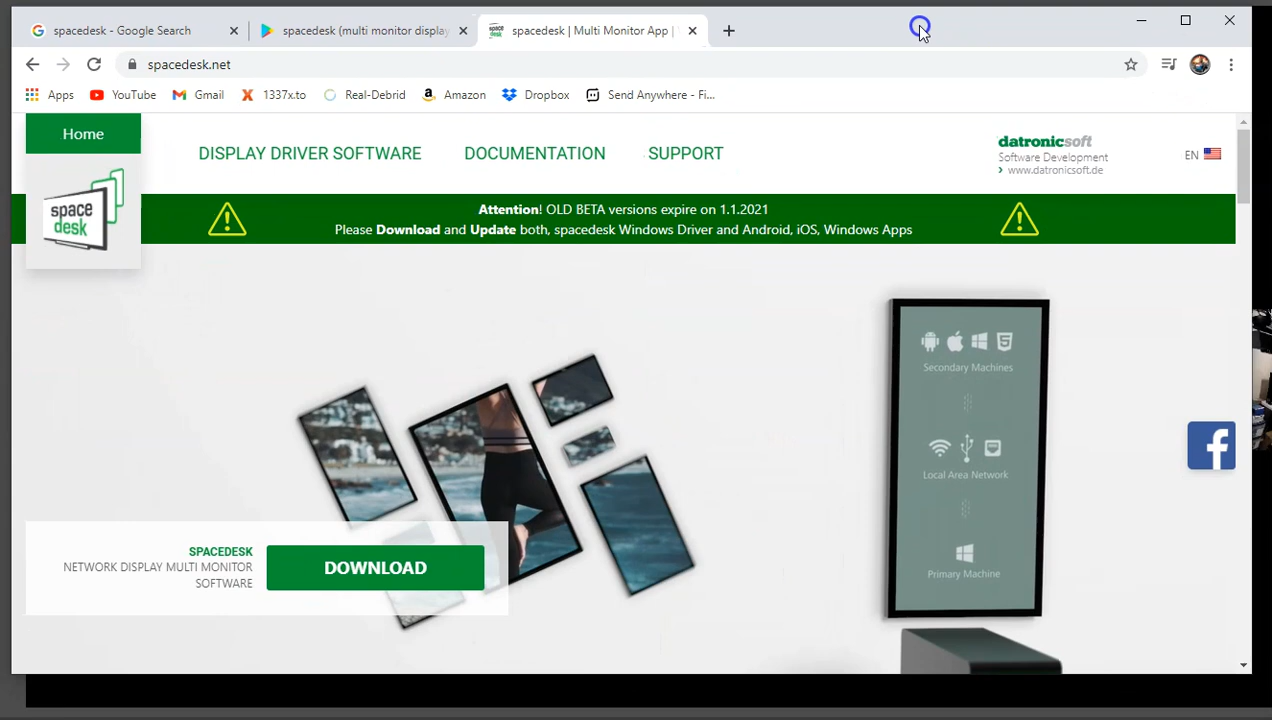 spacedesk - Google Search
spacedesk (multi monitor display
spacedesk | Multi Monitor App |
spacedesk.net
Apps
YouTube
Gmail
1337x.to
Real-Debrid
Amazon
Dropbox
Send Anywhere - Fi...
Home
space
desk
DISPLAY DRIVER SOFTWARE
DOCUMENTATION
SUPPORT
datronicsoft
Software Development
www.datronicsoft.de
EN
Attention! OLD BETA versions expire on 1.1.2021
Please Download and Update both, spacedesk Windows Driver and Android, iOS, Windows Apps
Secondary Machines
Local Area Network
Primary Machine
SPACEDESK
NETWORK DISPLAY MULTI MONITOR
SOFTWARE
DOWNLOAD